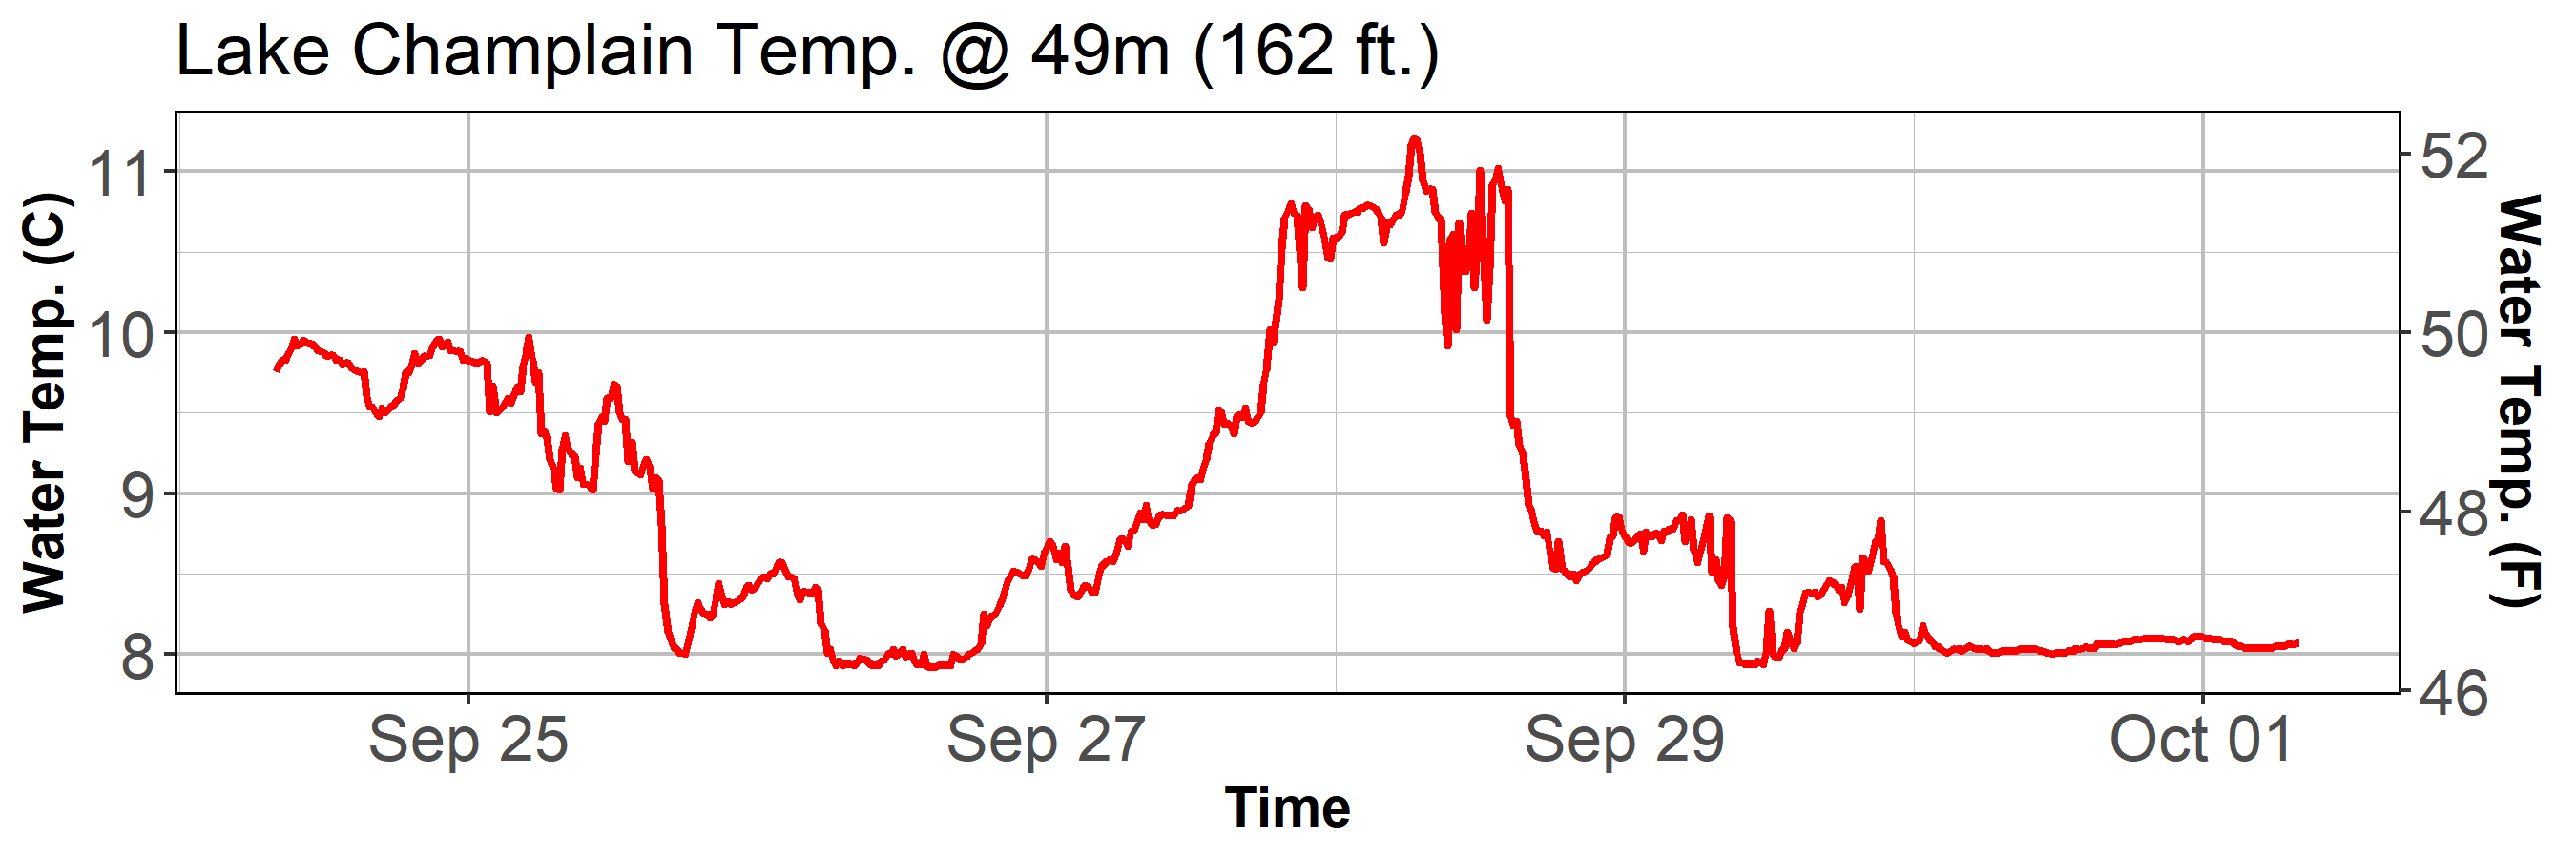 Lake Champlain Temp. @ 49m (162 ft.)
Water Temp. (C)
11
10
9
8
52
50
48
46
Water Temp. (F)
Sep 25
Sep 27
Sep 29
Oct 01
Time